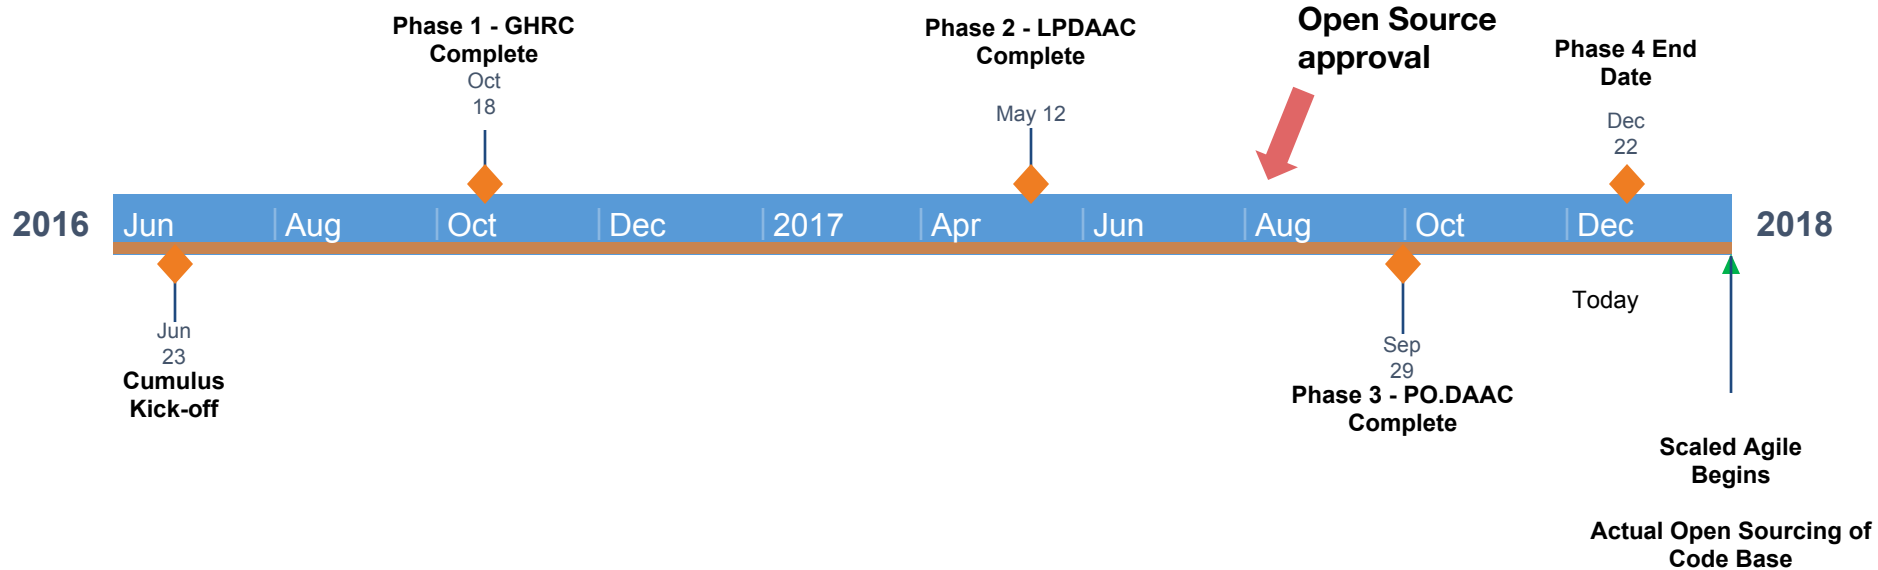 Phase 1 - GHRC
Complete
Oct
18
Phase 2 - LPDAAC
Complete
May 12
Open Source
approval
Phase 4 End
Date
Dec
22
2016
Jun
Aug
Oct
Dec
2017
Apr
Jun
Aug
Oct
Dec
2018
Jun
23
Cumulus
Kick-off
Sep
29
Phase 3 - PO.DAAC
Complete
Today
Scaled Agile
Begins
Actual Open Sourcing of
Code Base